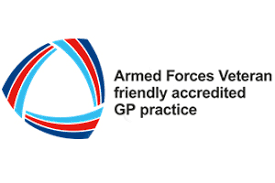 Armed Forces Veteran
friendly accredited
GP practice